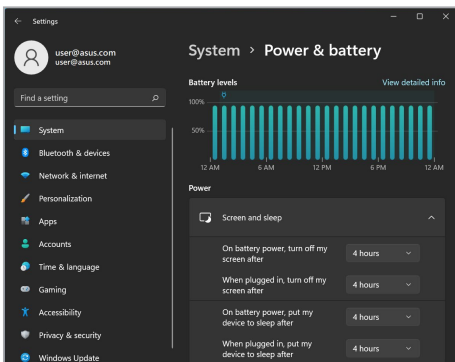 Settings
user@asus.com
user@asus.com
Find a setting
System
Bluetooth & devices
Network & internet
Personalization
Apps
Accounts
Time & language
Gaming
Accessibility
Privacy & security
Windows Update
System > Power & battery
Battery levels
View detailed info
100%
50%
12 AM 6 AM 12 PM 6 PM 12 AM
Power
Screen and sleep
On battery power, turn off my
screen after
4 hours
When plugged in, turn off my
screen after
4 hours
On battery power, put my
device to sleep after
4 hours
When plugged in, put my
device to sleep after
4 hours